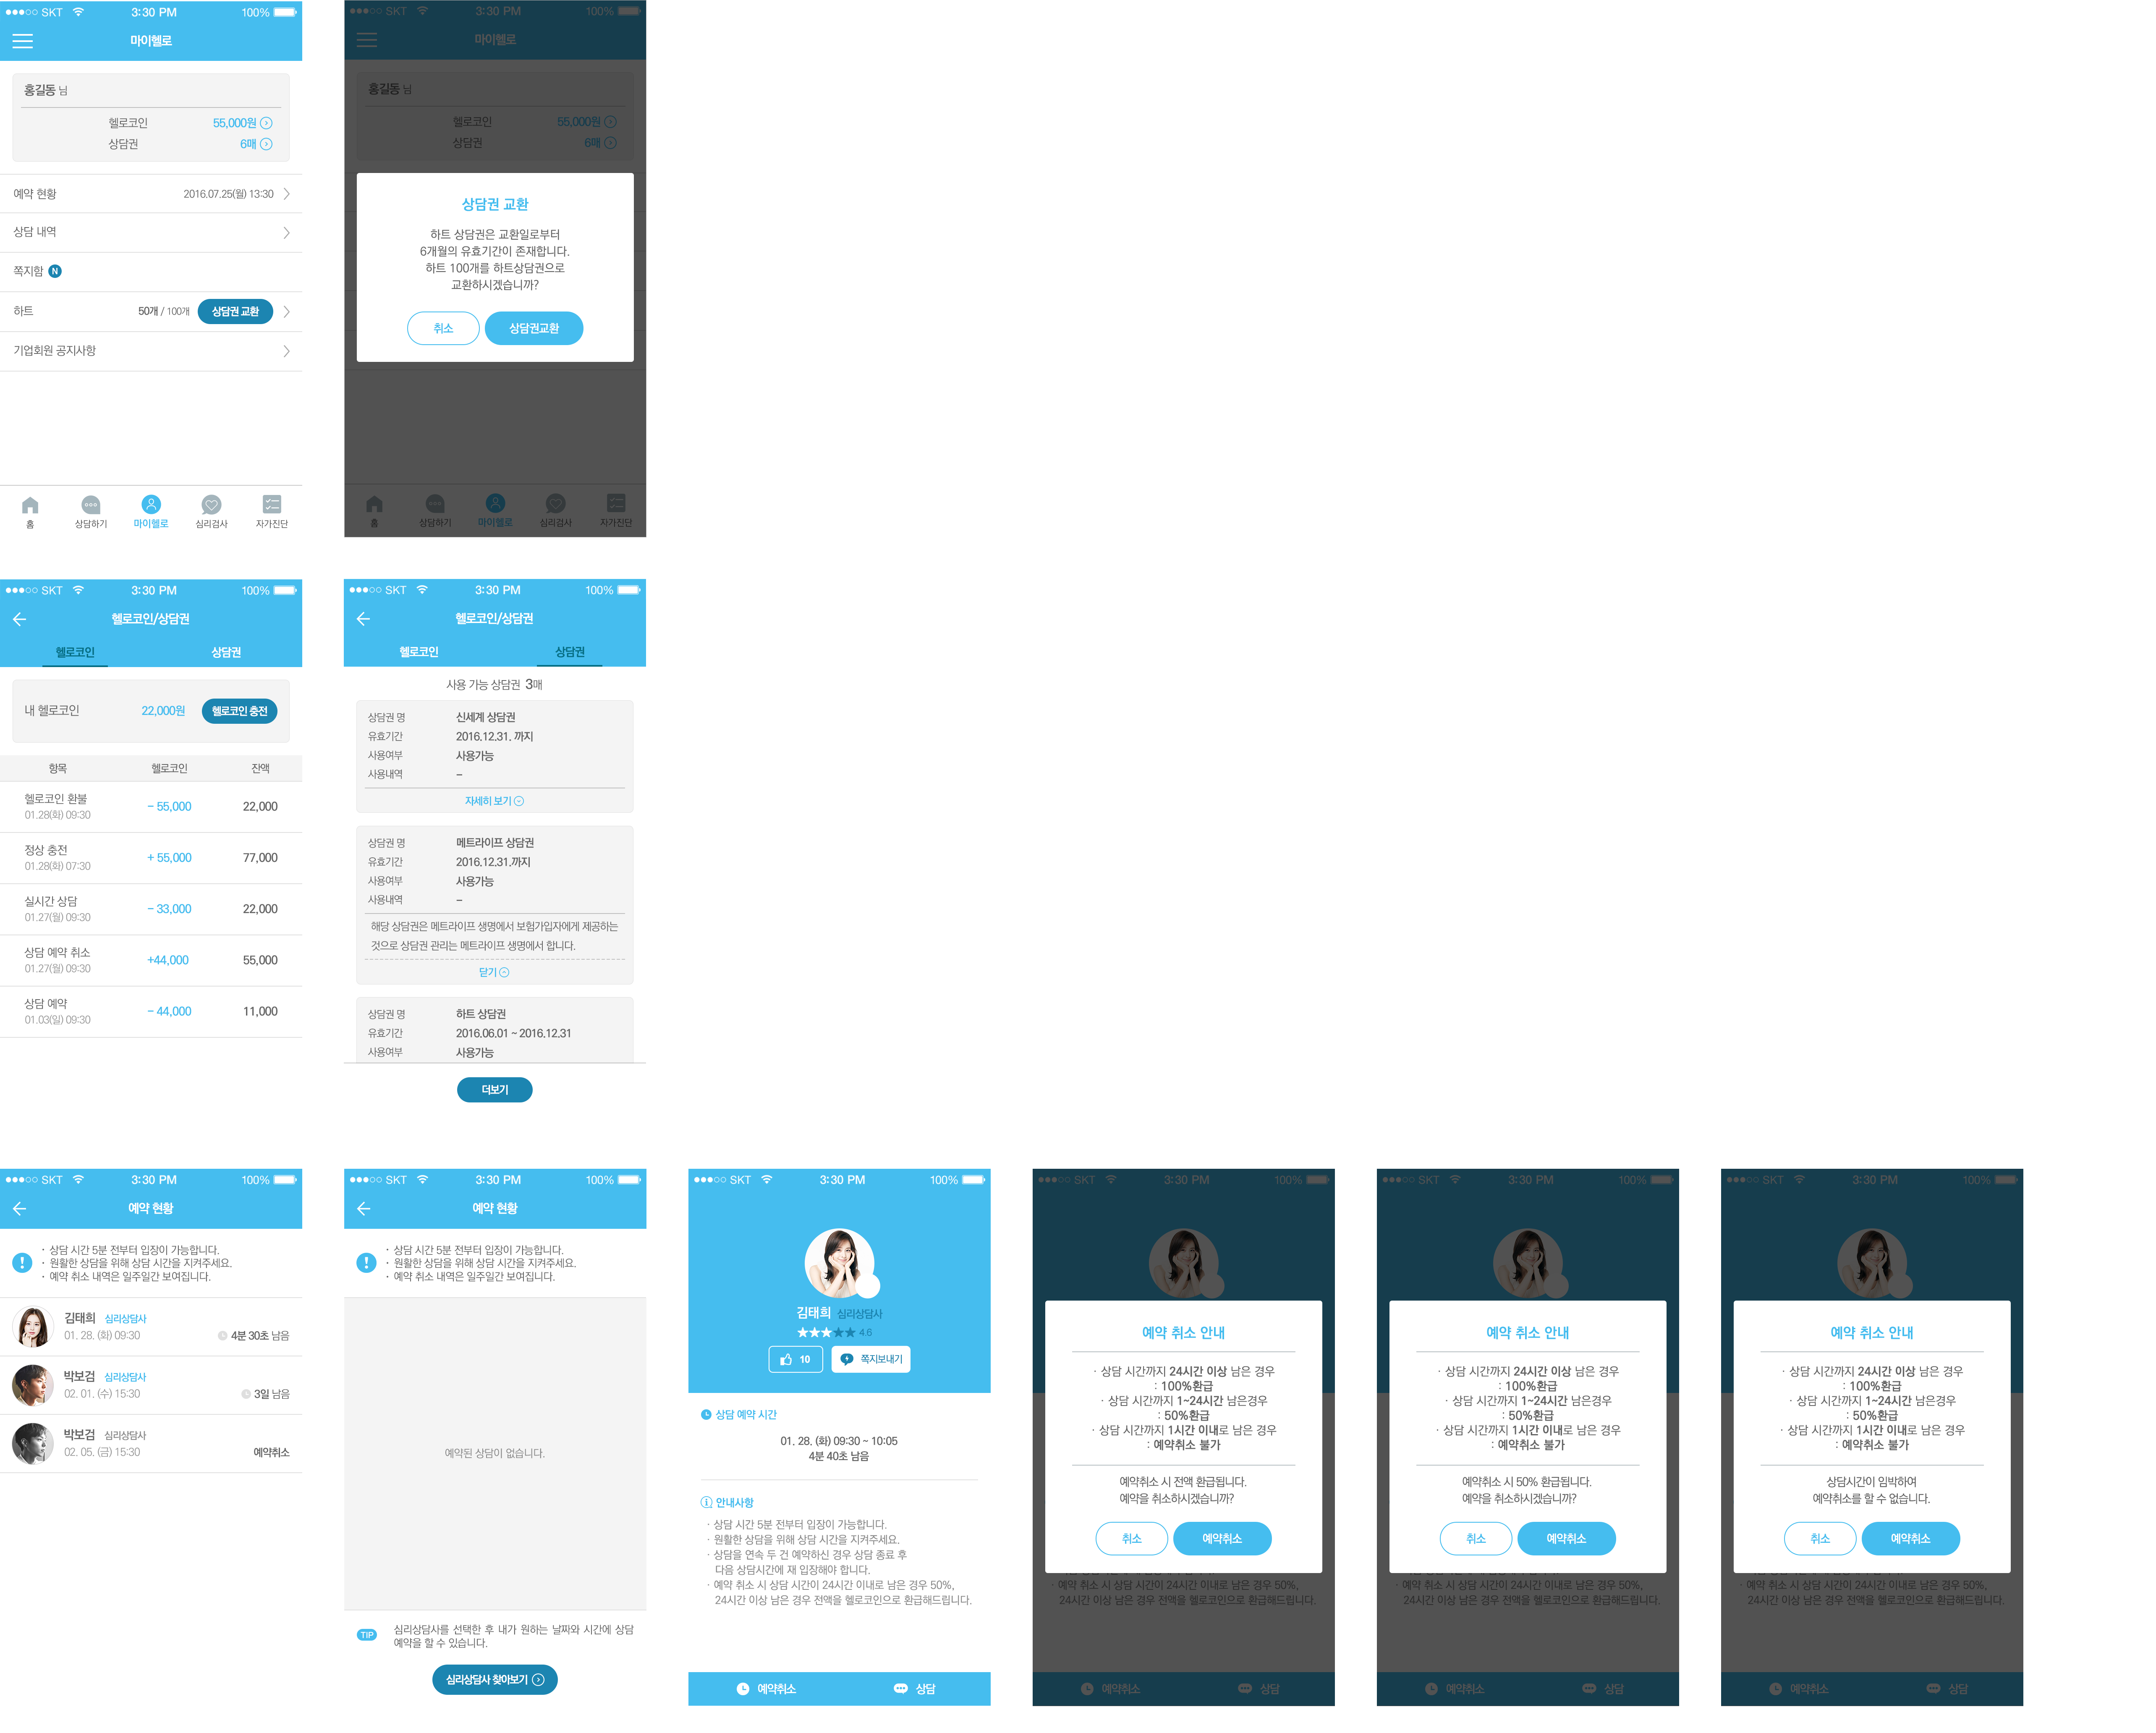 SKT 3:30 PM 100%
마이헬로
홍길동 님
헬로코인 55,000원
상담권 6매
예약 현황 2016.07.25(월) 13:30
상담 내역
쪽지함 N
하트 50개 / 100개 상담권 교환
기업회원 공지사항
홈 상담하기 마이헬로 심리검사 자가진단
SKT 3:30 PM 100%
마이헬로
홍길동 님
헬로코인 55,000원
상담권 6매
상담권 교환
하트 상담권은 교환일로부터
6개월의 유효기간이 존재합니다.
하트 100개를 하트상담권으로
교환하시겠습니까?
취소 상담권교환
홈 상담하기 마이헬로 심리검사 자가진단
SKT 3:30 PM 100%
헬로코인/상담권
헬로코인 상담권
내 헬로코인 22,000원 헬로코인 충전
항목 헬로코인 잔액
헬로코인 환불
01.28(화) 09:30 - 55,000 22,000
정상 충전
01.28(화) 07:30 + 55,000 77,000
실시간 상담
01.27(월) 09:30 - 33,000 22,000
상담 예약 취소
01.27(월) 09:30 +44,000 55,000
상담 예약
01.03(일) 09:30 - 44,000 11,000
SKT 3:30 PM 100%
헬로코인/상담권
헬로코인 상담권
사용 가능 상담권 3매
상담권 명 신세계 상담권
유효기간 2016.12.31. 까지
사용여부 사용가능
사용내역 -
자세히 보기
상담권 명 메트라이프 상담권
유효기간 2016.12.31.까지
사용여부 사용가능
사용내역 -
해당 상담권은 메트라이프 생명에서 보험가입자에게 제공하는
것으로 상담권 관리는 메트라이프 생명에서 합니다.
닫기
상담권 명 하트 상담권
유효기간 2016.06.01 ~ 2016.12.31
사용여부 사용가능
더보기
SKT 3:30 PM 100%
예약 현황
· 상담 시간 5분 전부터 입장이 가능합니다.
· 원활한 상담을 위해 상담 시간을 지켜주세요.
· 예약 취소 내역은 일주일간 보여집니다.
김태희 심리상담사
01. 28. (화) 09:30 4분 30초 남음
박보검 심리상담사
02. 01. (수) 15:30 3일 남음
박보검 심리상담사
02. 05. (금) 15:30 예약취소
SKT 3:30 PM 100%
예약 현황
· 상담 시간 5분 전부터 입장이 가능합니다.
· 원활한 상담을 위해 상담 시간을 지켜주세요.
· 예약 취소 내역은 일주일간 보여집니다.
예약된 상담이 없습니다.
TIP 심리상담사를 선택한 후 내가 원하는 날짜와 시간에 상담
예약을 할 수 있습니다.
심리상담사 찾아보기
SKT 3:30 PM 100%
김태희 심리상담사
★★★★★ 4.6
10 쪽지보내기
상담 예약 시간
01. 28. (화) 09:30 ~ 10:05
4분 40초 남음
안내사항
· 상담 시간 5분 전부터 입장이 가능합니다.
· 원활한 상담을 위해 상담 시간을 지켜주세요.
· 상담을 연속 두 건 예약하신 경우 상담 종료 후
다음 상담시간에 재 입장해야 합니다.
· 예약 취소 시 상담 시간이 24시간 이내로 남은 경우 50%,
24시간 이상 남은 경우 전액을 헬로코인으로 환급해드립니다.
예약취소 상담
SKT 3:30 PM 100%
예약 취소 안내
· 상담 시간까지 24시간 이상 남은 경우
: 100%환급
· 상담 시간까지 1~24시간 남은경우
: 50%환급
· 상담 시간까지 1시간 이내로 남은 경우
: 예약취소 불가
예약취소 시 전액 환급됩니다.
예약을 취소하시겠습니까?
취소 예약취소
· 예약 취소 시 상담 시간이 24시간 이내로 남은 경우 50%,
24시간 이상 남은 경우 전액을 헬로코인으로 환급해드립니다.
예약취소 상담
SKT 3:30 PM 100%
예약 취소 안내
· 상담 시간까지 24시간 이상 남은 경우
: 100%환급
· 상담 시간까지 1~24시간 남은경우
: 50%환급
· 상담 시간까지 1시간 이내로 남은 경우
: 예약취소 불가
예약취소 시 50% 환급됩니다.
예약을 취소하시겠습니까?
취소 예약취소
· 예약 취소 시 상담 시간이 24시간 이내로 남은 경우 50%,
24시간 이상 남은 경우 전액을 헬로코인으로 환급해드립니다.
예약취소 상담
SKT 3:30 PM 100%
예약 취소 안내
· 상담 시간까지 24시간 이상 남은 경우
: 100%환급
· 상담 시간까지 1~24시간 남은경우
: 50%환급
· 상담 시간까지 1시간 이내로 남은 경우
: 예약취소 불가
상담시간이 임박하여
예약취소를 할 수 없습니다.
취소 예약취소
· 예약 취소 시 상담 시간이 24시간 이내로 남은 경우 50%,
24시간 이상 남은 경우 전액을 헬로코인으로 환급해드립니다.
예약취소 상담